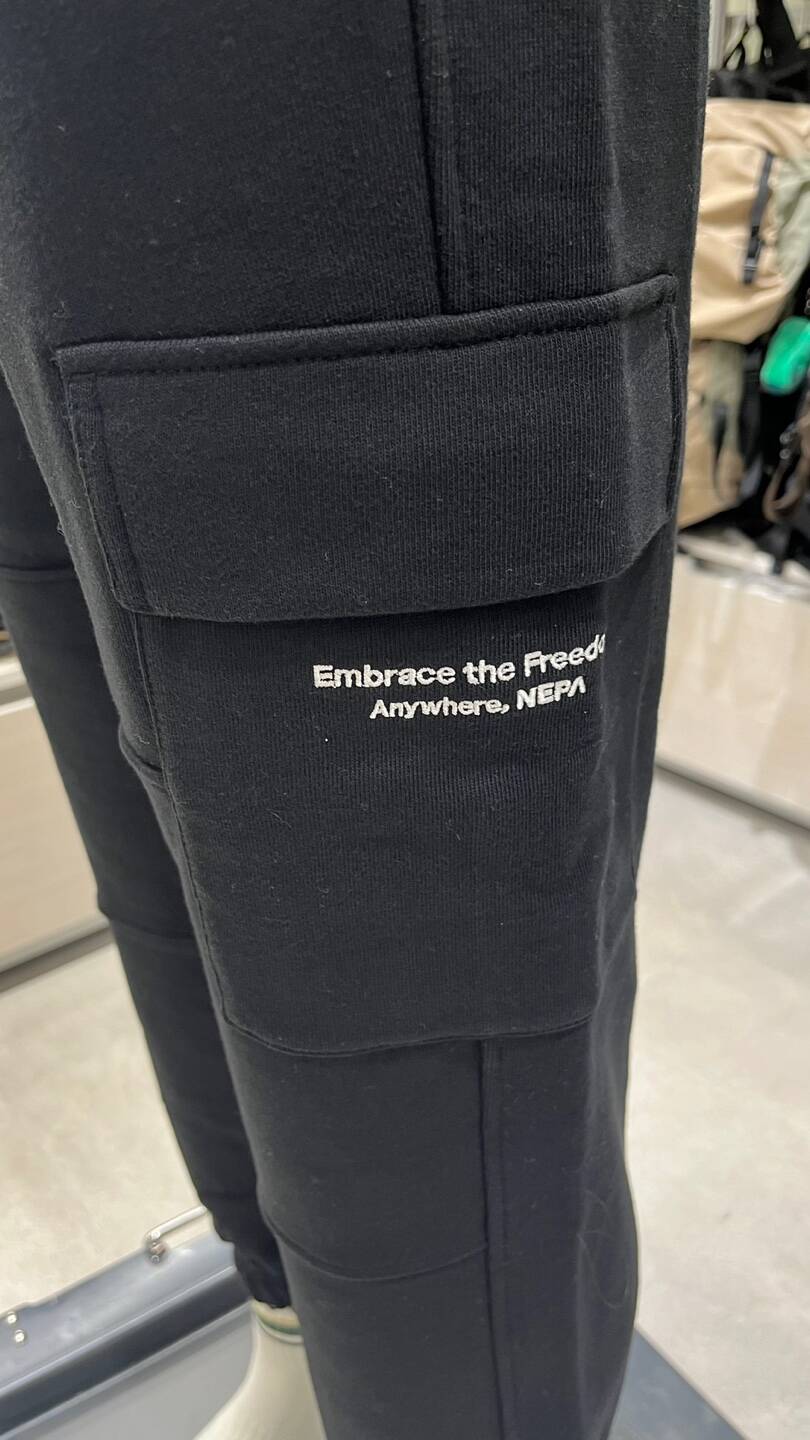 Embrace the Freedo
Anywhere, NEPA